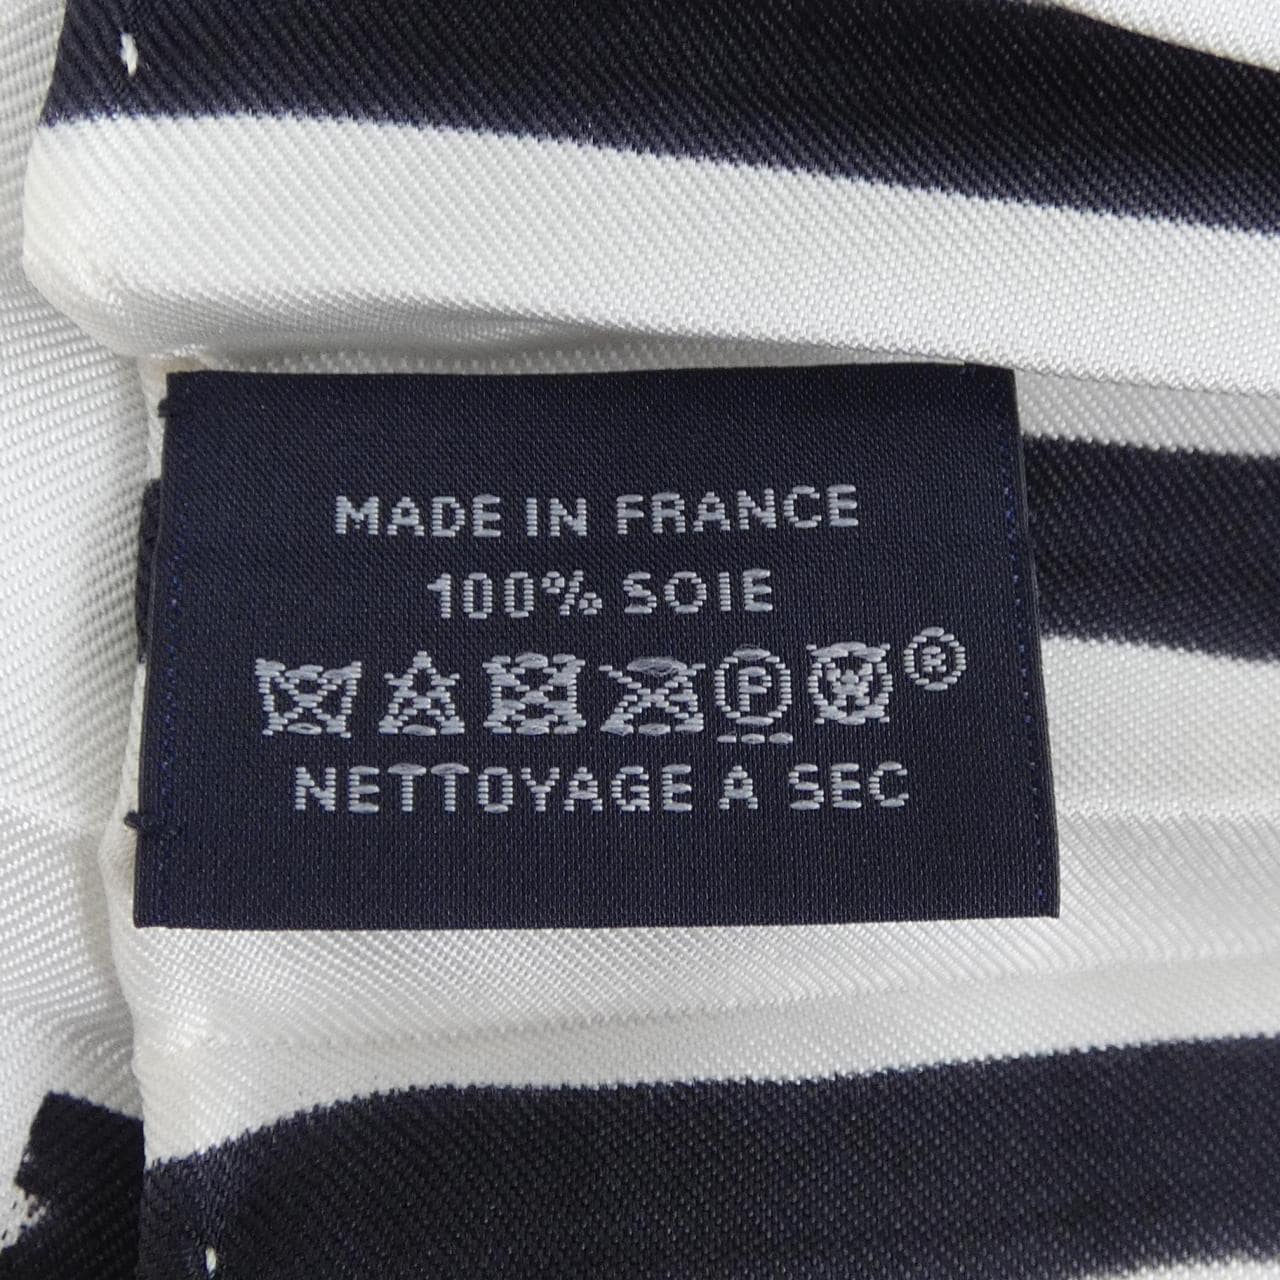 MADE IN FRANCE
100% SOIE
P W ®
NETTOYAGE A SEC